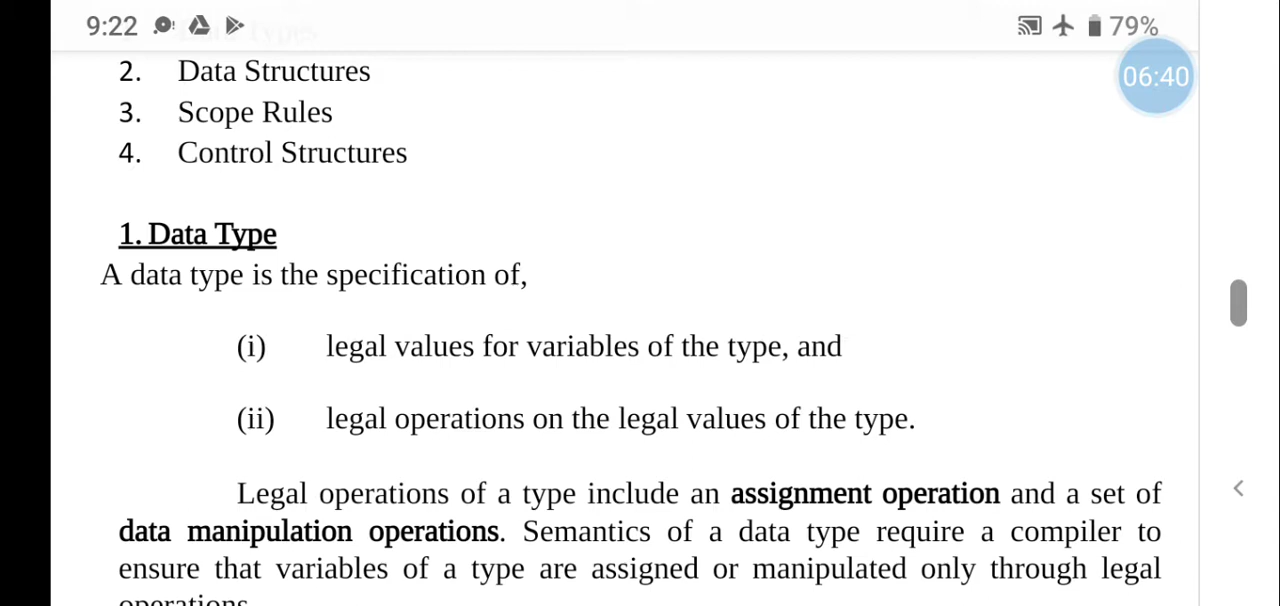 9:22 79%
06:40
2. Data Structures
3. Scope Rules
4. Control Structures
1. Data Type
A data type is the specification of,
(i) legal values for variables of the type, and
(ii) legal operations on the legal values of the type.
Legal operations of a type include an assignment operation and a set of
data manipulation operations. Semantics of a data type require a compiler to
ensure that variables of a type are assigned or manipulated only through legal
operations.